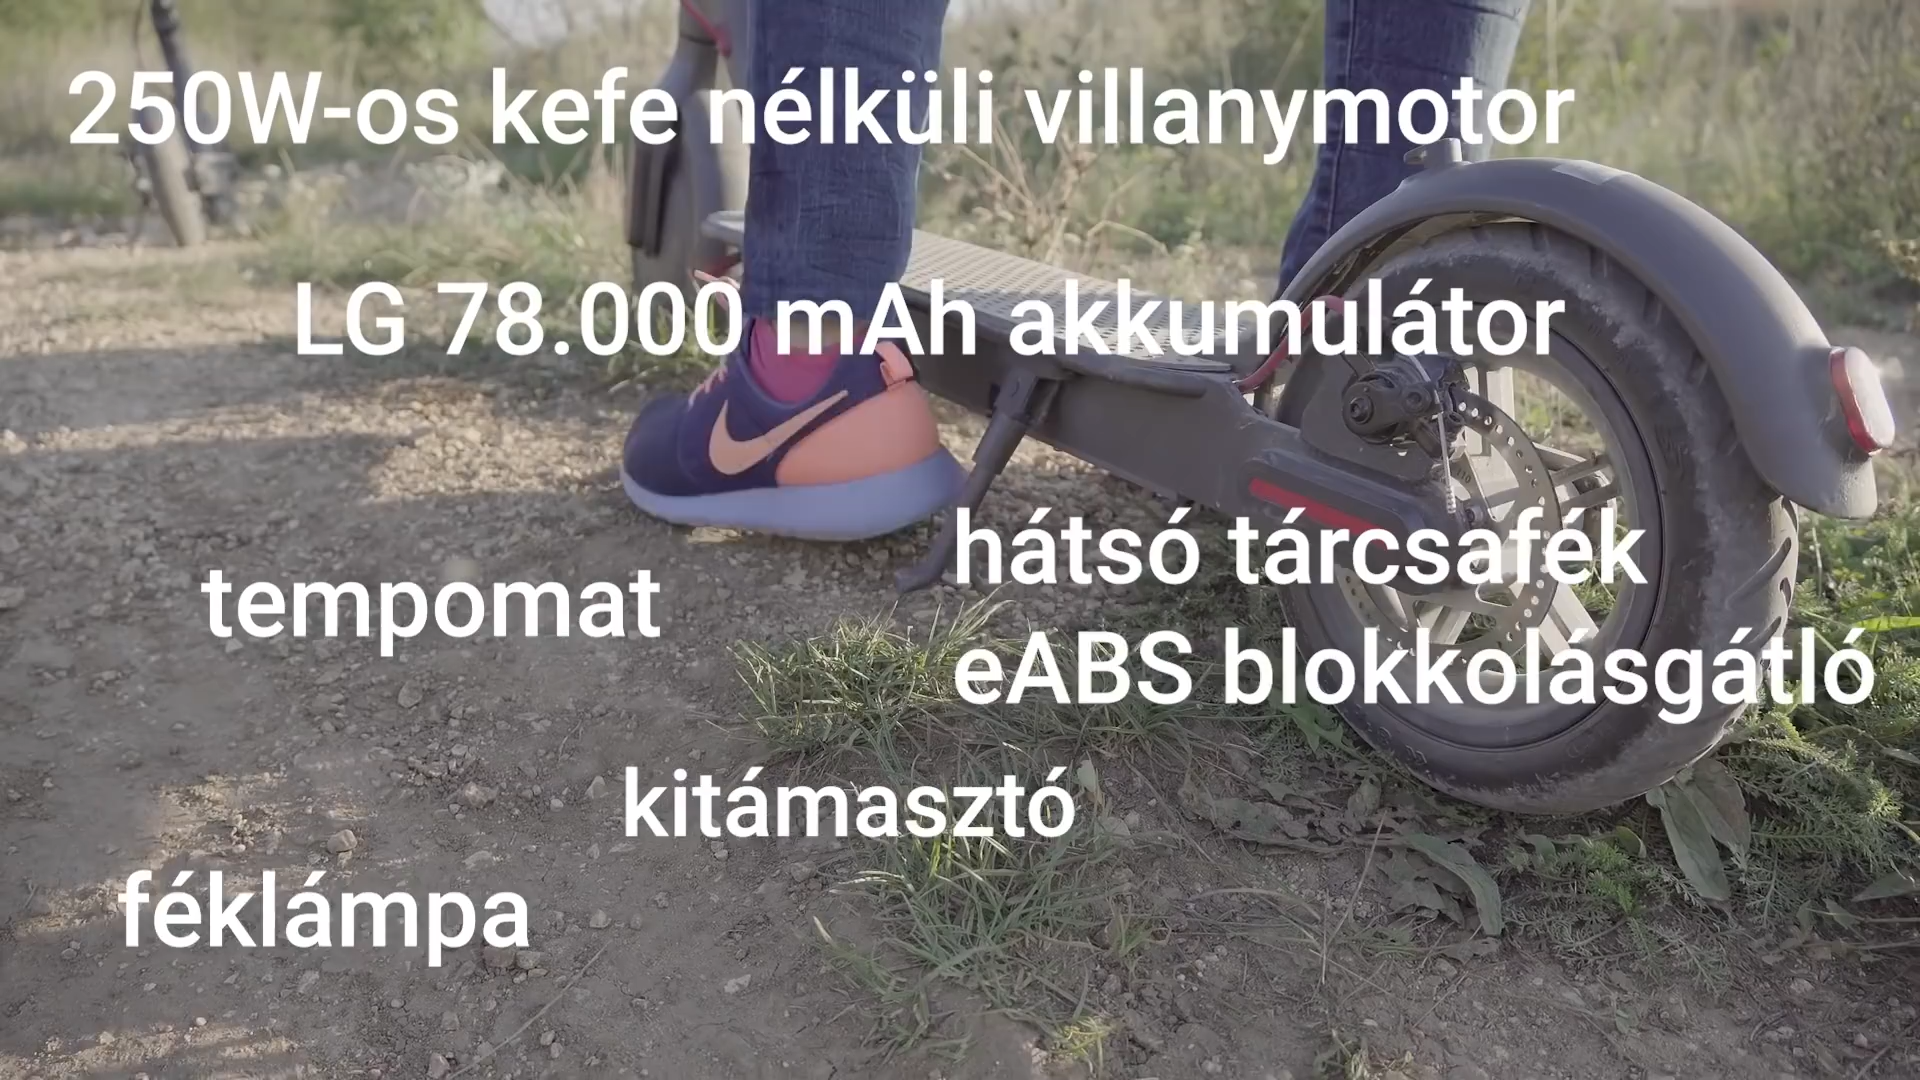 250W-os kefe nélküli villanymotor
LG 78.000 mAh akkumulátor
hátsó tárcsafék
tempomat
eABS blokkolásgátló
kitámasztó
féklámpa